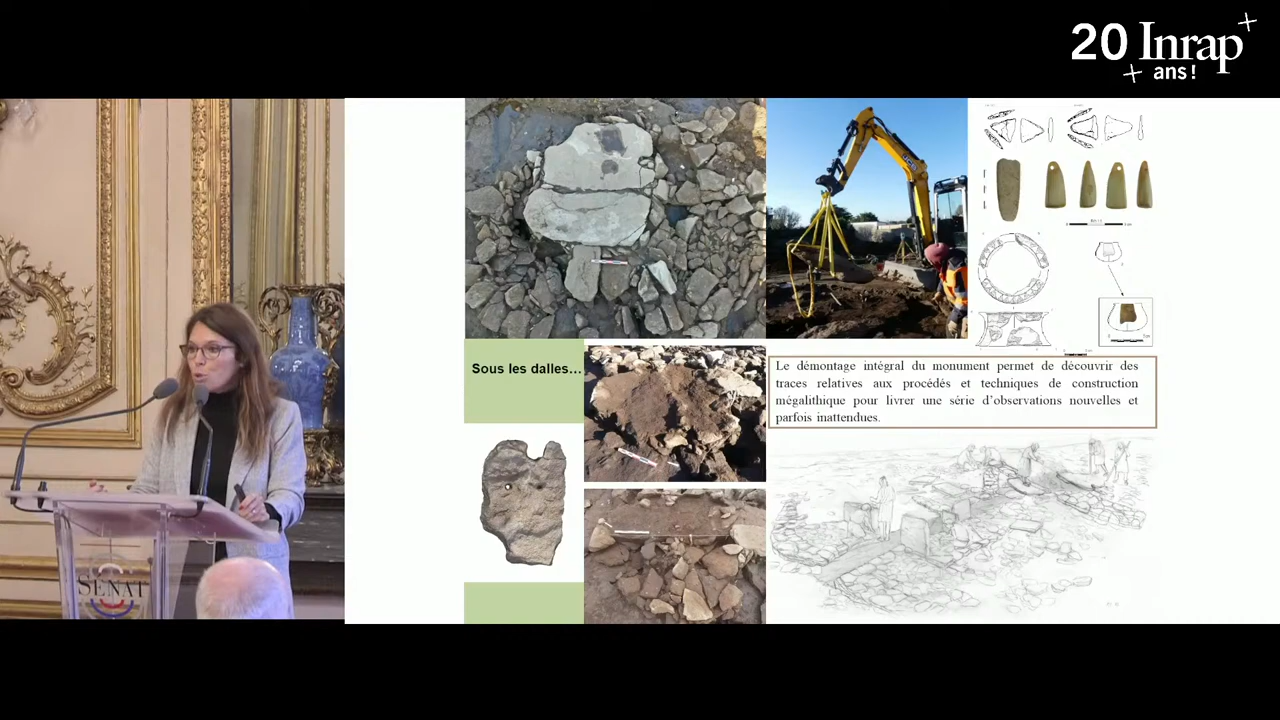 20 Inrap
ans!
Sous les dalles...
Le démontage intégral du monument permet de découvrir des
traces relatives aux procédés et techniques de construction
mégalithique pour livrer une série d’observations nouvelles et
parfois inattendues.
SENAT